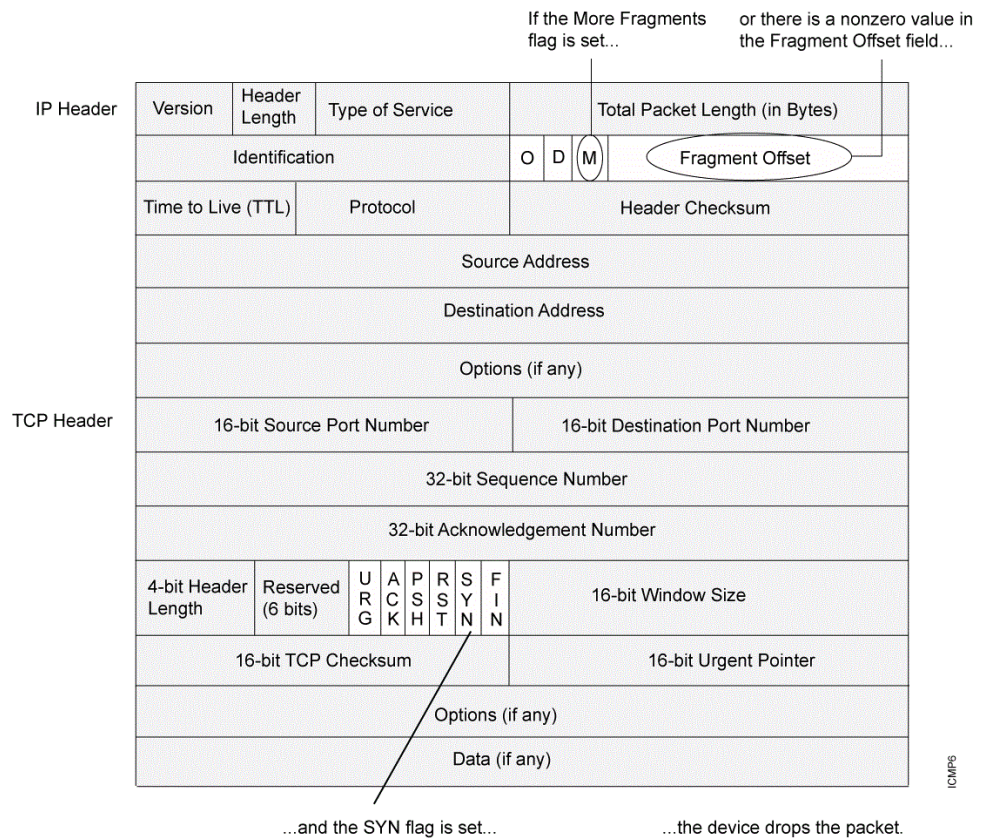 If the More Fragments
flag is set...
or there is a nonzero value in
the Fragment Offset field...
IP Header
Version
Header
Length
Type of Service
Total Packet Length (in Bytes)
Identification
O
D
M
Fragment Offset
Time to Live (TTL)
Protocol
Header Checksum
Source Address
Destination Address
Options (if any)
TCP Header
16-bit Source Port Number
16-bit Destination Port Number
32-bit Sequence Number
32-bit Acknowledgement Number
4-bit Header
Length
Reserved
(6 bits)
URG
ACK
PSH
RST
SYN
FIN
16-bit Window Size
16-bit TCP Checksum
16-bit Urgent Pointer
Options (if any)
Data (if any)
ICMP6
...and the SYN flag is set...
...the device drops the packet.